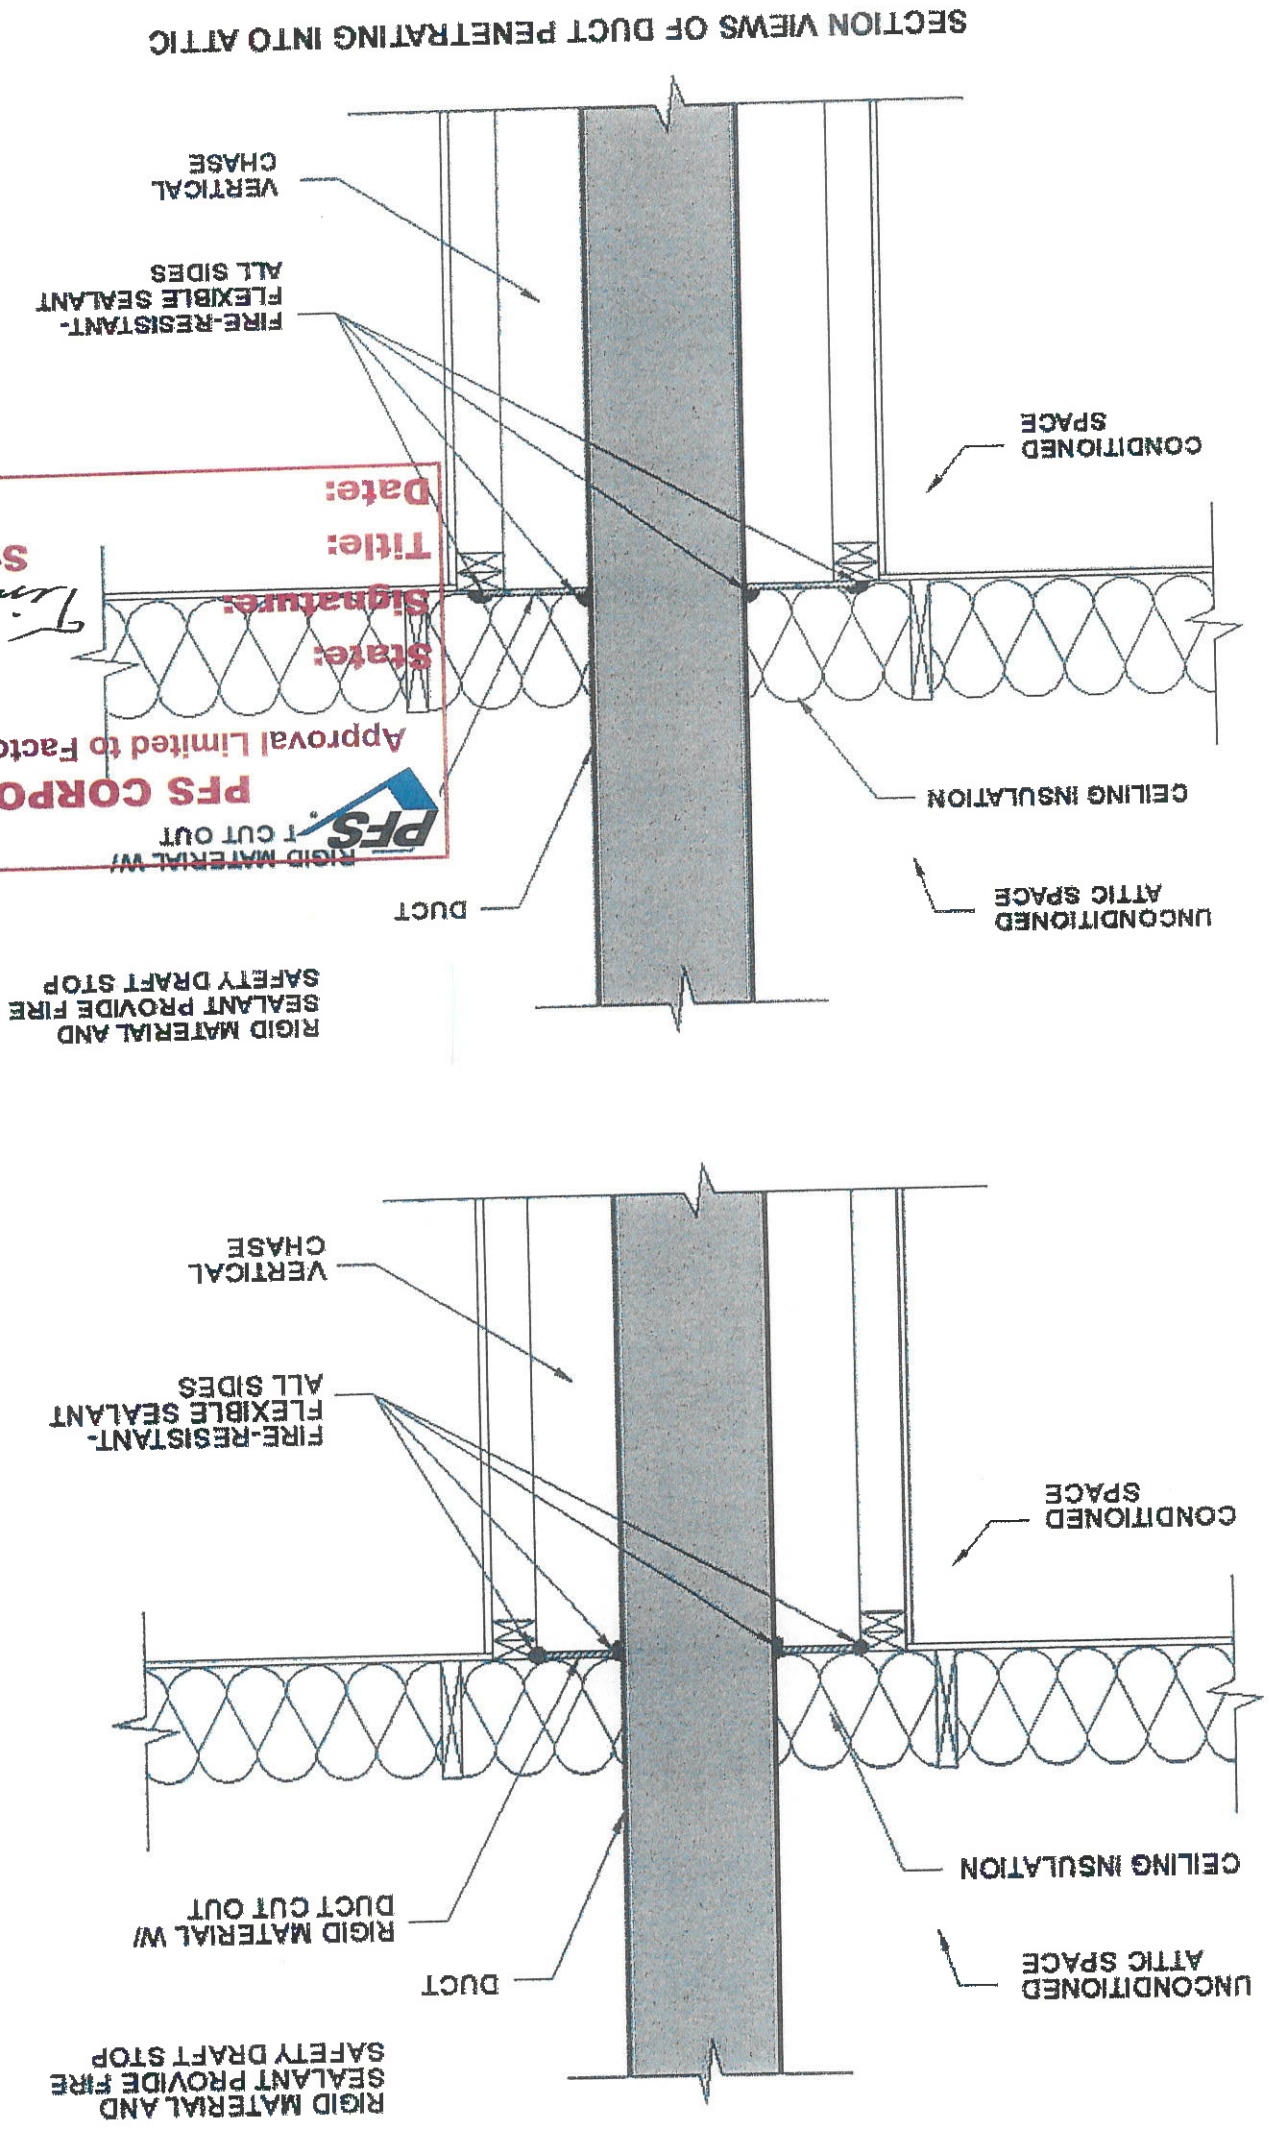 RIGID MATERIAL AND
SEALANT PROVIDE FIRE
SAFETY DRAFT STOP
DUCT
UNCONDITIONED
ATTIC SPACE
RIGID MATERIAL W/
DUCT CUT OUT
CEILING INSULATION
CONDITIONED
SPACE
FIRE-RESISTANT-
FLEXIBLE SEALANT
ALL SIDES
VERTICAL
CHASE
RIGID MATERIAL AND
SEALANT PROVIDE FIRE
SAFETY DRAFT STOP
DUCT
UNCONDITIONED
ATTIC SPACE
RIGID MATERIAL W/
T CUT OUT
PFS
PFS CORPO
Approval Limited to Facto
CEILING INSULATION
State:
Signature:
Title:
Date:
CONDITIONED
SPACE
FIRE-RESISTANT-
FLEXIBLE SEALANT
ALL SIDES
VERTICAL
CHASE
SECTION VIEWS OF DUCT PENETRATING INTO ATTIC